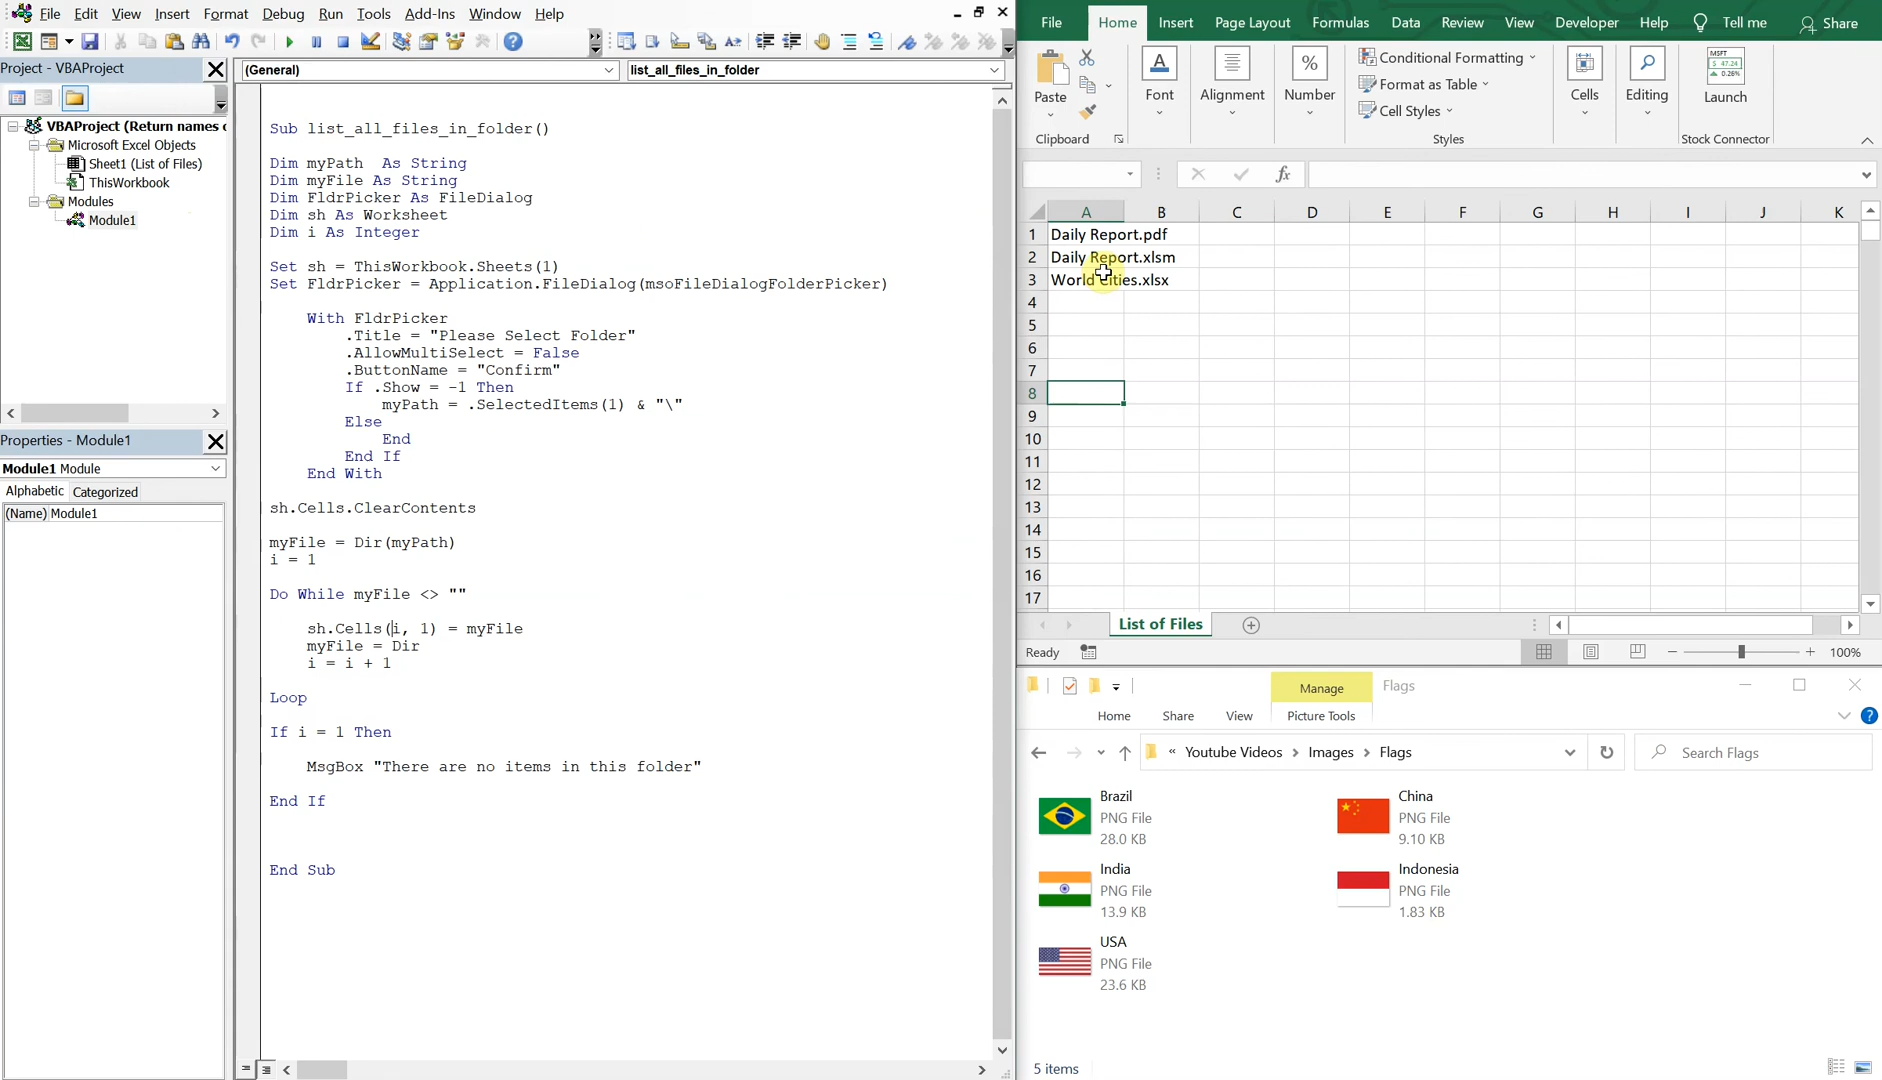 File Edit View Insert Format Debug Run Tools Add-Ins Window Help
Project - VBAProject
VBAProject (Return names
Microsoft Excel Objects
Sheet1 (List of Files)
ThisWorkbook
Modules
Module1
Properties - Module1
Module1 Module
Alphabetic Categorized
(Name) Module1
(General)
list_all_files_in_folder
Sub list_all_files_in_folder()
Dim myPath As String
Dim myFile As String
Dim FldrPicker As FileDialog
Dim sh As Worksheet
Dim i As Integer
Set sh = ThisWorkbook.Sheets(1)
Set FldrPicker = Application.FileDialog(msoFileDialogFolderPicker)
With FldrPicker
.Title = "Please Select Folder"
.AllowMultiSelect = False
.ButtonName = "Confirm"
If .Show = -1 Then
myPath = .SelectedItems(1) & "\"
Else
End
End If
End With
sh.Cells.ClearContents
myFile = Dir(myPath)
i = 1
Do While myFile <> ""
sh.Cells(i, 1) = myFile
myFile = Dir
i = i + 1
Loop
If i = 1 Then
MsgBox "There are no items in this folder"
End If
End Sub
File Home Insert Page Layout Formulas Data Review View Developer Help Tell me Share
Paste
Clipboard
Font
Alignment
Number
Conditional Formatting
Format as Table
Cell Styles
Styles
Cells
Editing
MSFT
$ 47.24
0.26%
Launch
Stock Connector
fx
A B C D E F G H I J K
1 Daily Report.pdf
2 Daily Report.xlsm
3 World Cities.xlsx
4
5
6
7
8
9
10
11
12
13
14
15
16
17
List of Files
Ready
100%
Manage
Flags
Home Share View Picture Tools
« Youtube Videos > Images > Flags
Search Flags
Brazil
PNG File
28.0 KB
China
PNG File
9.10 KB
India
PNG File
13.9 KB
Indonesia
PNG File
1.83 KB
USA
PNG File
23.6 KB
5 items